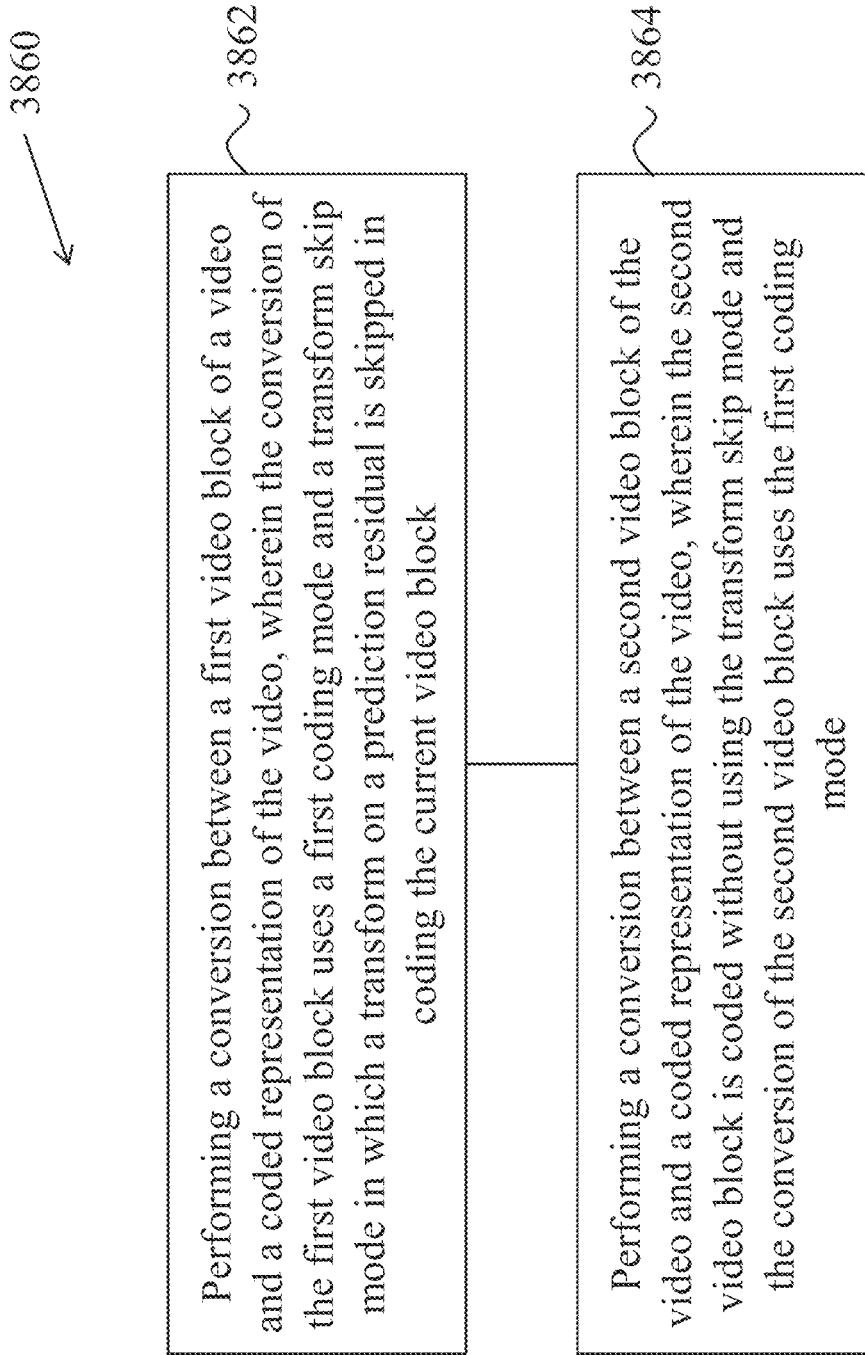 3860
Performing a conversion between a first video block of a video
and a coded representation of the video, wherein the conversion of
the first video block uses a first coding mode and a transform skip
mode in which a transform on a prediction residual is skipped in
coding the current video block
3862
Performing a conversion between a second video block of the
video and a coded representation of the video, wherein the second
video block is coded without using the transform skip mode and
the conversion of the second video block uses the first coding
mode
3864